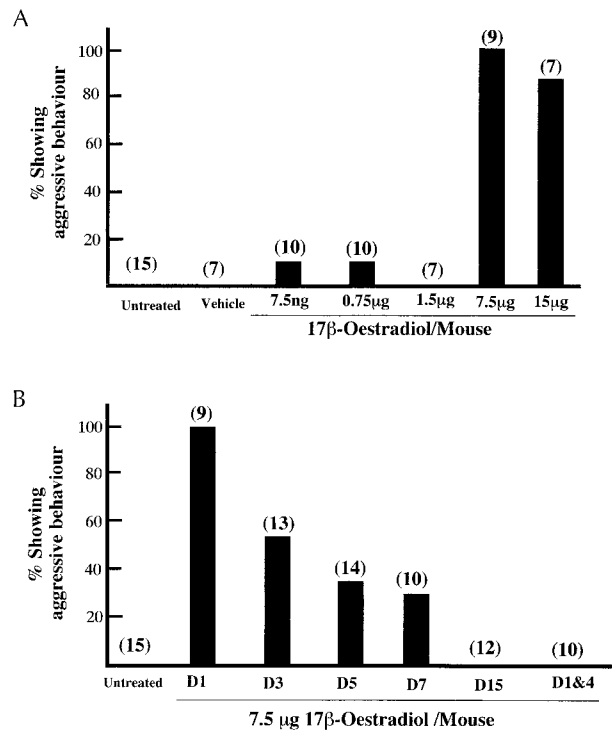 A
% Showing
aggressive behaviour
100
80
60
40
20
(15)
(7)
(10)
(10)
(7)
(9)
(7)
Untreated
Vehicle
7.5ng
0.75µg
1.5µg
7.5µg
15µg
17β-Oestradiol/Mouse
B
% Showing
aggressive behaviour
100
80
60
40
20
(15)
(9)
(13)
(14)
(10)
(12)
(10)
Untreated
D1
D3
D5
D7
D15
D1&4
7.5 µg 17β-Oestradiol /Mouse